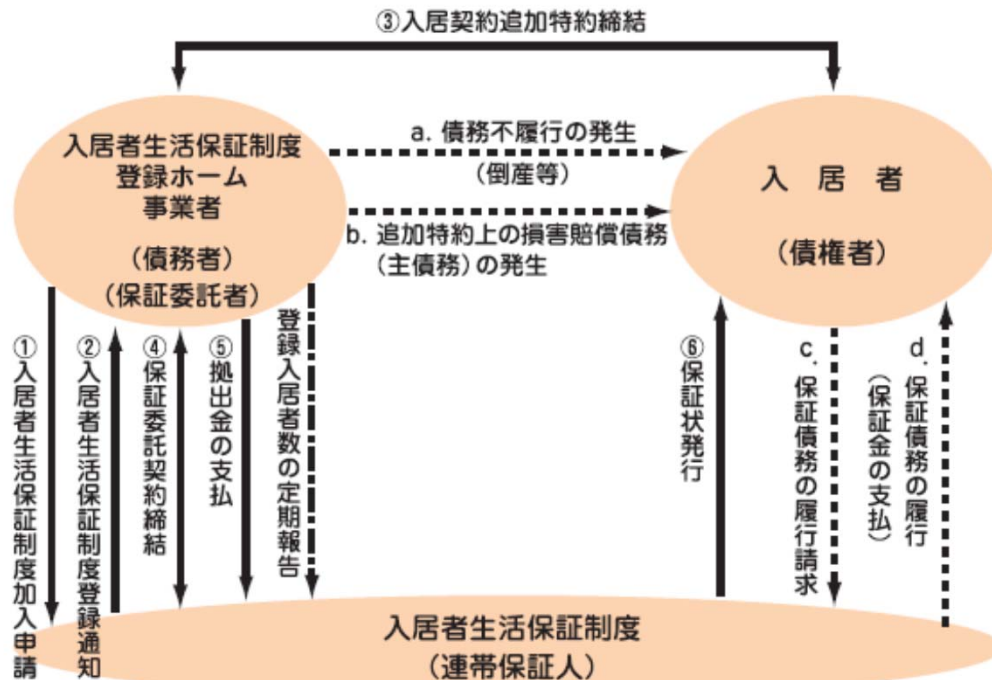 ③入居契約追加特約締結
入居者生活保証制度
登録ホーム
事業者
(債務者)
(保証委託者)
a. 債務不履行の発生
(倒産等)
b. 追加特約上の損害賠償債務
(主債務)の発生
入居者
(債権者)
①入居者生活保証制度加入申請
②入居者生活保証制度登録通知
④保証委託契約締結
⑤拠出金の支払
登録入居者数の定期報告
⑥保証状発行
c. 保証債務の履行請求
d. 保証債務の履行
(保証金の支払)
入居者生活保証制度
(連帯保証人)